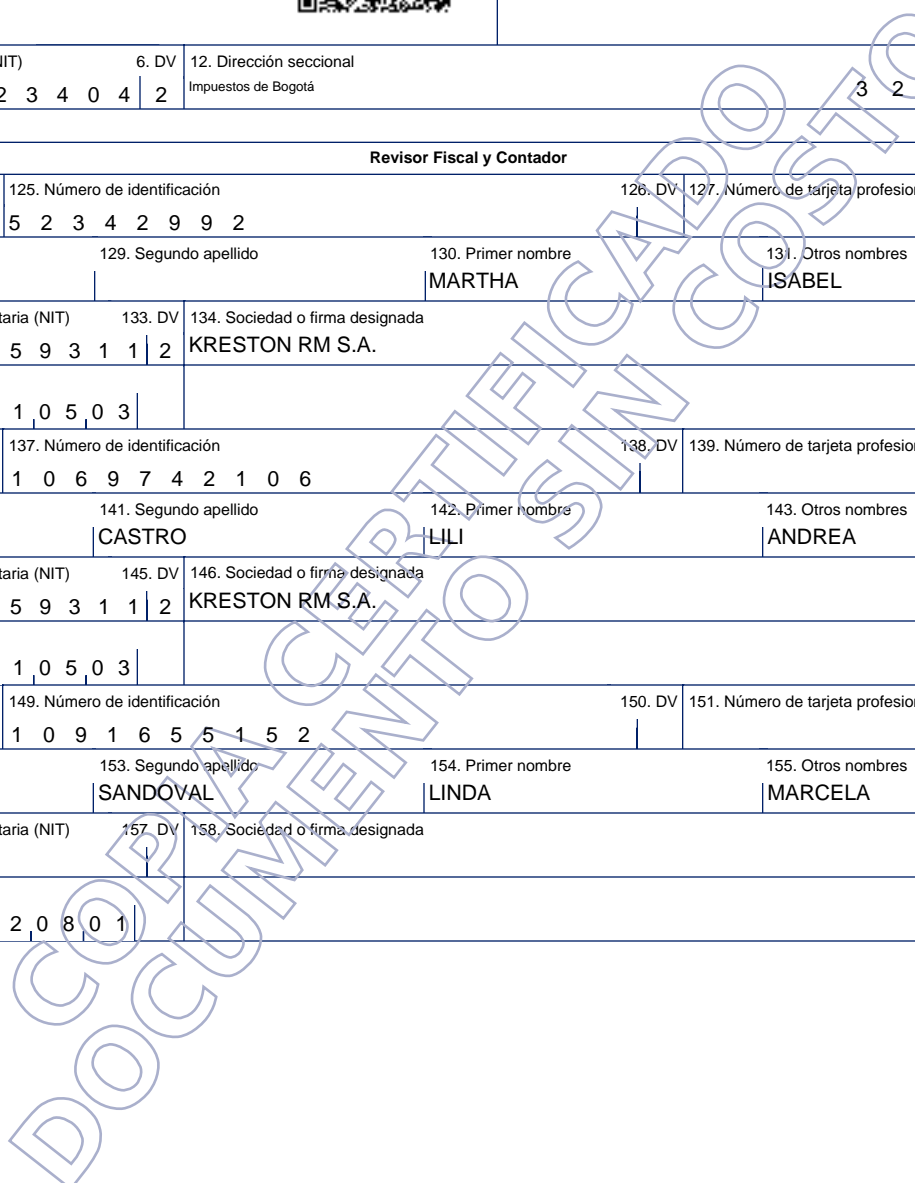 NIT) 6. DV 12. Dirección seccional
2 3 4 0 4 2 Impuestos de Bogotá 3 2
Revisor Fiscal y Contador
125. Número de identificación 126. DV 127. Número de tarjeta profesion
5 2 3 4 2 9 9 2
129. Segundo apellido 130. Primer nombre 131. Otros nombres
MARTHA ISABEL
taria (NIT) 133. DV 134. Sociedad o firma designada
5 9 3 1 1 2 KRESTON RM S.A.
1 0 5 0 3
137. Número de identificación 138. DV 139. Número de tarjeta profesion
1 0 6 9 7 4 2 1 0 6
141. Segundo apellido 142. Primer nombre 143. Otros nombres
CASTRO LILI ANDREA
taria (NIT) 145. DV 146. Sociedad o firma designada
5 9 3 1 1 2 KRESTON RM S.A.
1 0 5 0 3
149. Número de identificación 150. DV 151. Número de tarjeta profesion
1 0 9 1 6 5 5 1 5 2
153. Segundo apellido 154. Primer nombre 155. Otros nombres
SANDOVAL LINDA MARCELA
taria (NIT) 157. DV 158. Sociedad o firma designada
2 0 8 0 1
COPIA CERTIFICADO
DOCUMENTO SIN COSTO